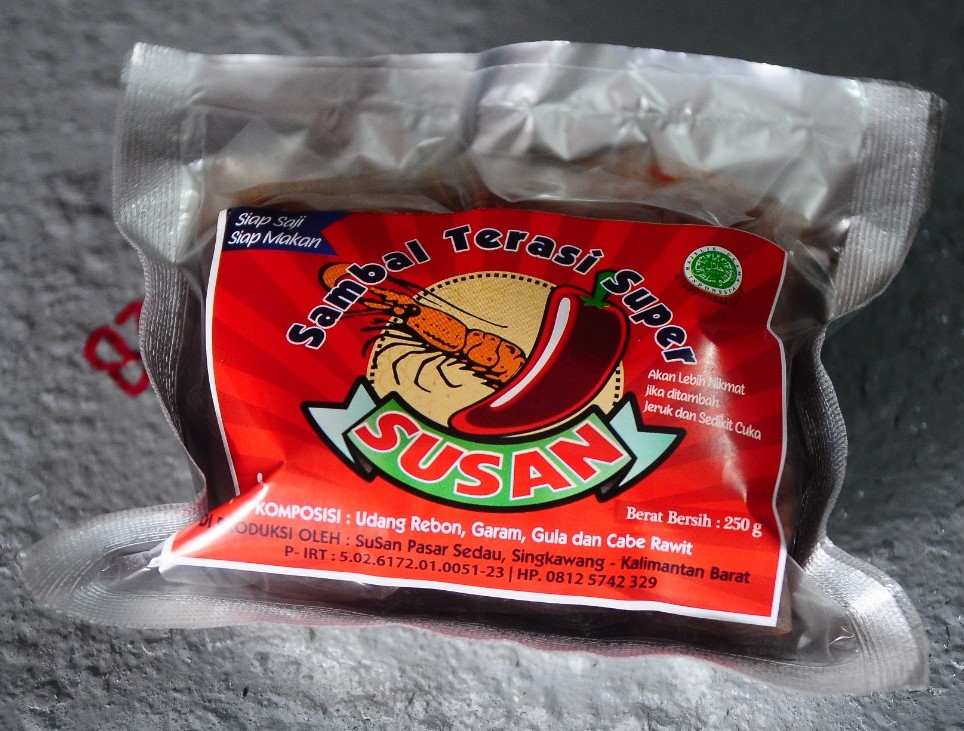 Siap Saji
Siap Makan
Sambal Terasi Super
Akan Lebih Nikmat
jika ditambah
Jeruk dan Sedikit Cuka
SUSAN
Berat Bersih : 250 g
KOMPOSISI : Udang Rebon, Garam, Gula dan Cabe Rawit
DI PRODUKSI OLEH : SuSan Pasar Sedau, Singkawang - Kalimantan Barat
P- IRT : 5.02.6172.01.0051-23 | HP. 0812 5742 329